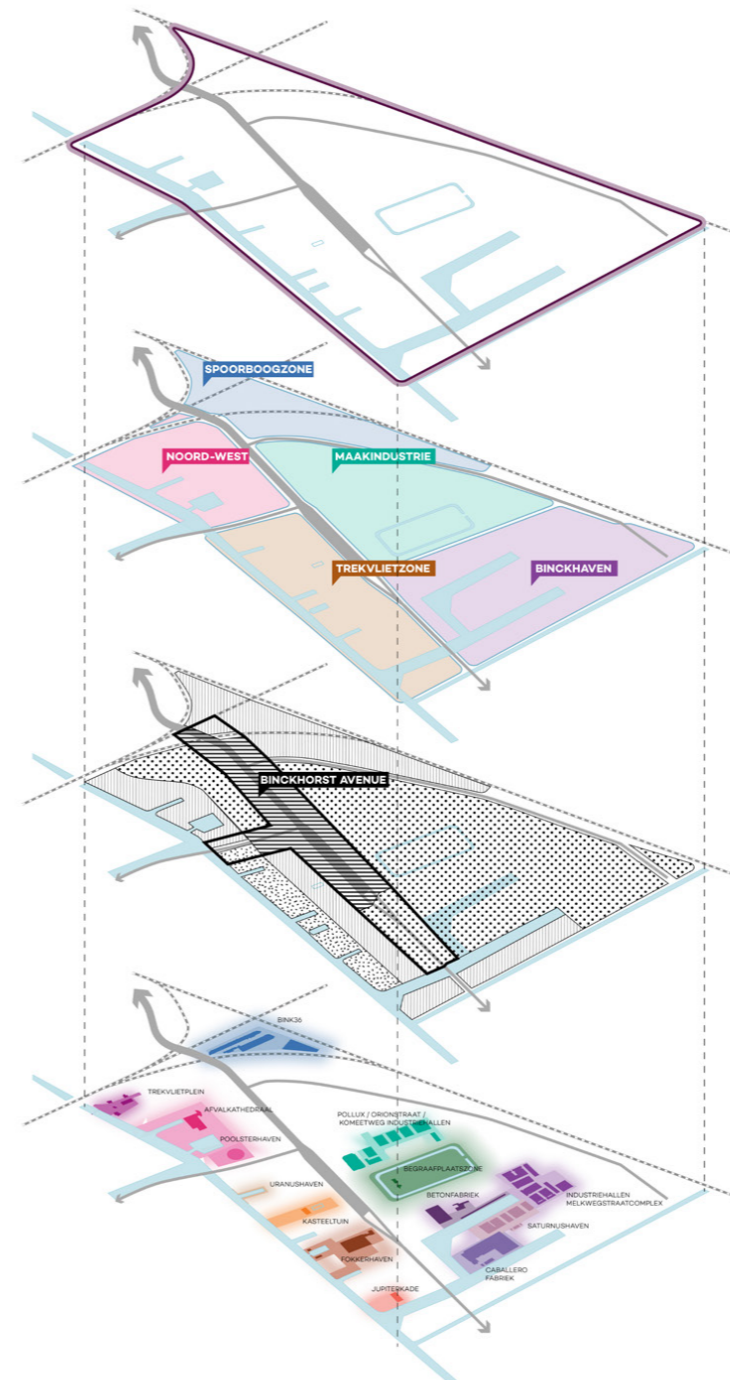 SPOORBOOGZONE
NOORD-WEST
MAAKINDUSTRIE
TREKVLIETZONE
BINCKHAVEN
BINCKHORST AVENUE
BINK36
TREKVLIETPLEIN
AFVALKATHEDRAAL
POOLSTERHAVEN
POLLUX / ORIONSTRAAT /
KOMEETWEG INDUSTRIEHALLEN
BEGRAAFPLAATSZONE
URANUSHAVEN
BETONFABRIEK
INDUSTRIEHALLEN
MELKWEGSTRAATCOMPLEX
KASTEELTUIN
SATURNUSHAVEN
FOKKERHAVEN
CABALLERO
FABRIEK
JUPITERKADE